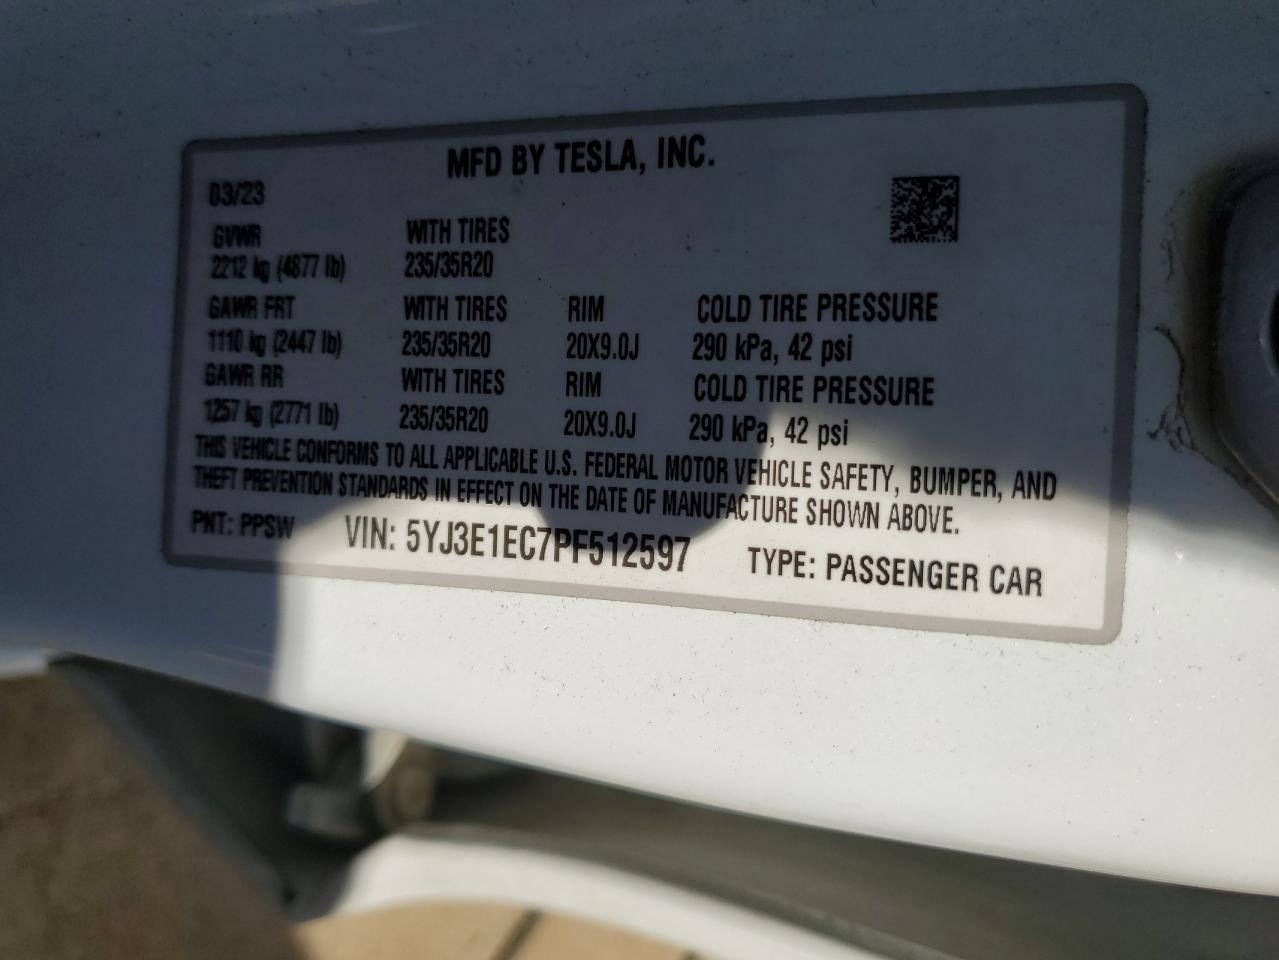 MFD BY TESLA, INC.
03/23
GVWR WITH TIRES
2212 kg (4877 lb) 235/35R20
GAWR FRT WITH TIRES RIM COLD TIRE PRESSURE
1110 kg (2447 lb) 235/35R20 20X9.0J 290 kPa, 42 psi
GAWR RR WITH TIRES RIM COLD TIRE PRESSURE
1257 kg (2771 lb) 235/35R20 20X9.0J 290 kPa, 42 psi
THIS VEHICLE CONFORMS TO ALL APPLICABLE U.S. FEDERAL MOTOR VEHICLE SAFETY, BUMPER, AND
THEFT PREVENTION STANDARDS IN EFFECT ON THE DATE OF MANUFACTURE SHOWN ABOVE.
PNT: PPSW VIN: 5YJ3E1EC7PF512597 TYPE: PASSENGER CAR